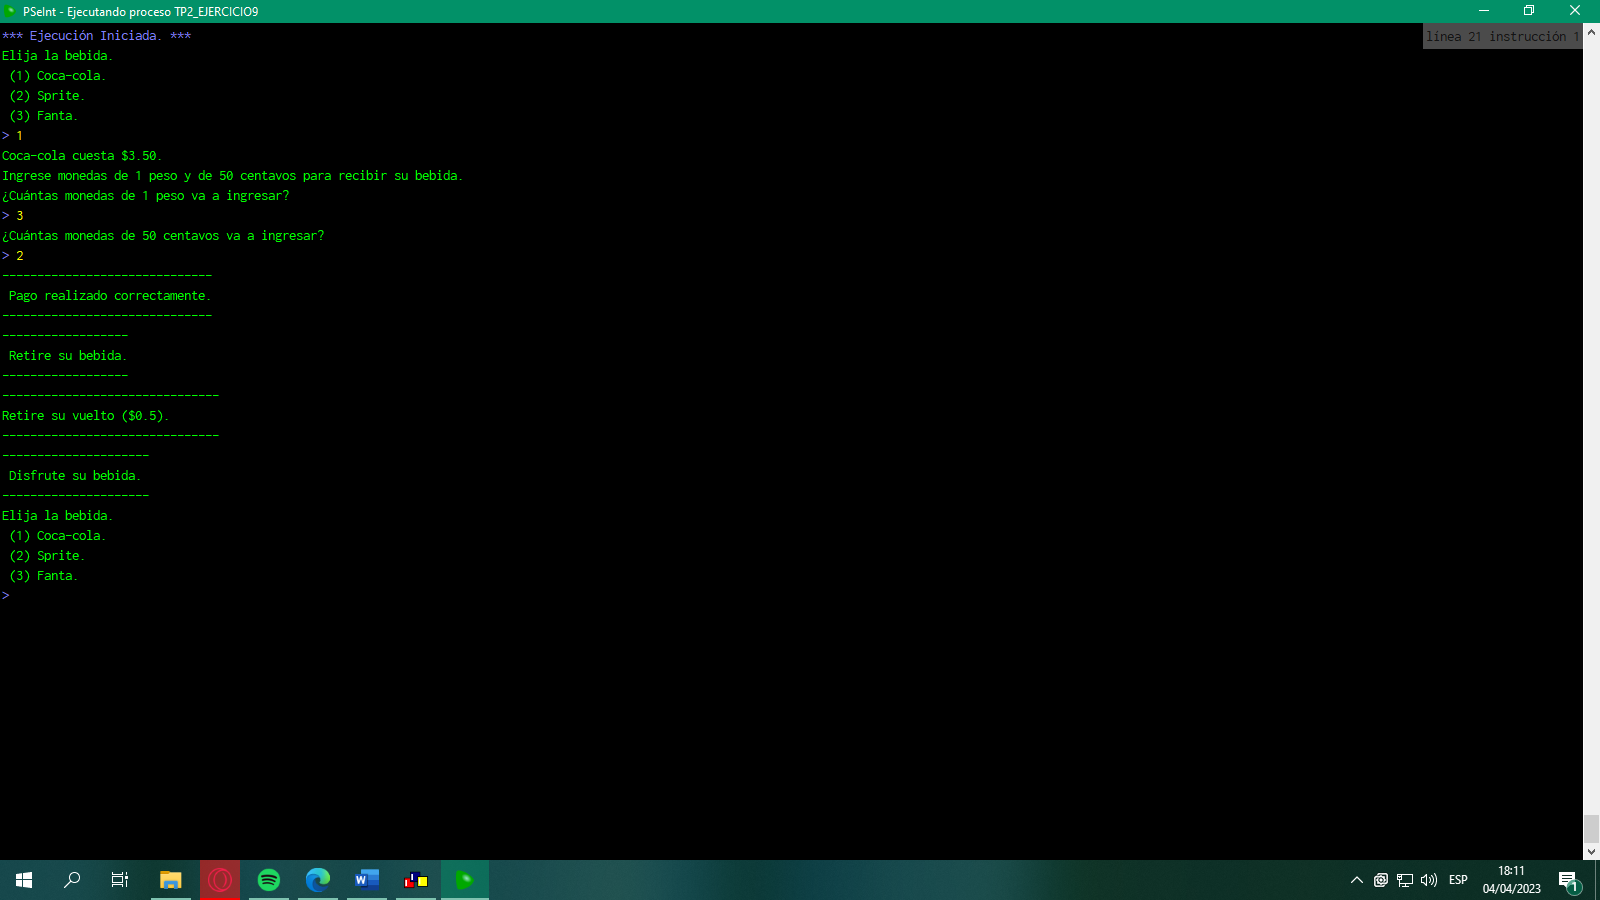 PSeInt - Ejecutando proceso TP2_EJERCICIO9
*** Ejecución Iniciada. ***
línea 21 instrucción 1
Elija la bebida.
(1) Coca-cola.
(2) Sprite.
(3) Fanta.
> 1
Coca-cola cuesta $3.50.
Ingrese monedas de 1 peso y de 50 centavos para recibir su bebida.
¿Cuántas monedas de 1 peso va a ingresar?
> 3
¿Cuántas monedas de 50 centavos va a ingresar?
> 2
------------------------------
Pago realizado correctamente.
------------------------------
------------------
Retire su bebida.
------------------
-------------------------------
Retire su vuelto ($0.5).
-------------------------------
---------------------
Disfrute su bebida.
---------------------
Elija la bebida.
(1) Coca-cola.
(2) Sprite.
(3) Fanta.
>
W
ESP
18:11
04/04/2023
1